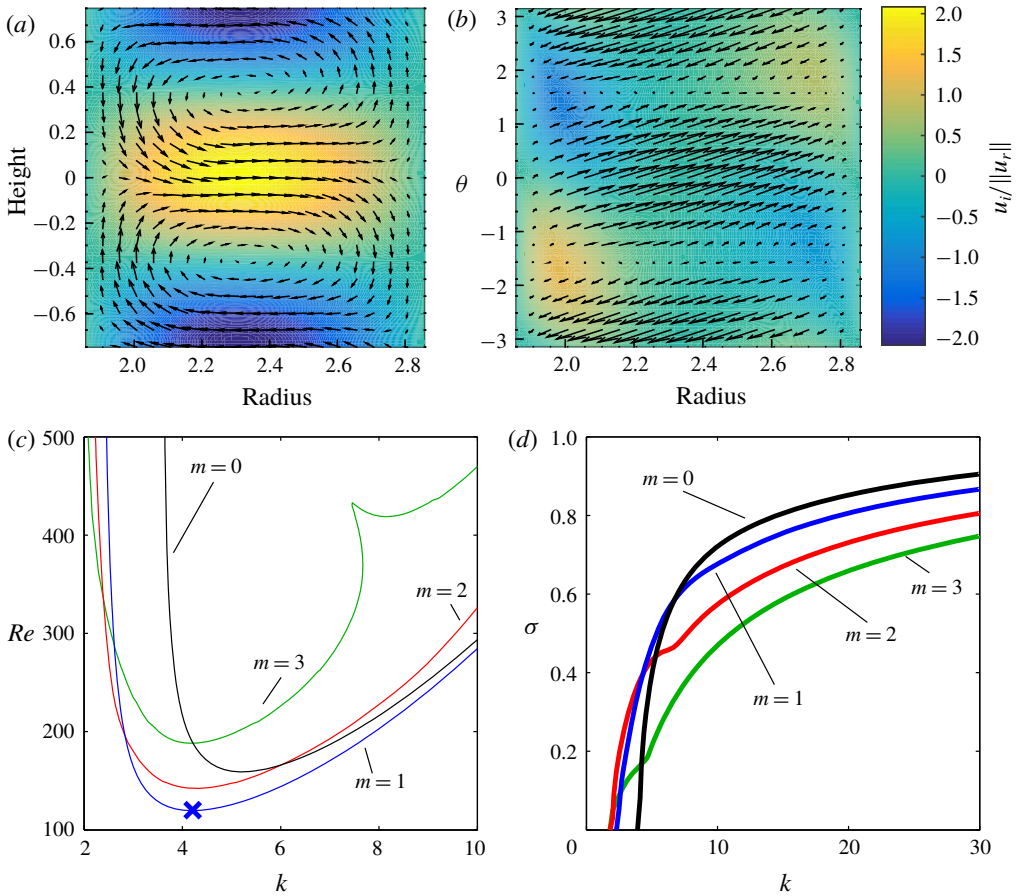 (a)
0.6
0.4
0.2
0
−0.2
−0.4
−0.6
Height
2.0 2.2 2.4 2.6 2.8
Radius
(b)
3
2
1
0
−1
−2
−3
θ
2.0 2.2 2.4 2.6 2.8
Radius
2.0
1.5
1.0
0.5
0
−0.5
−1.0
−1.5
−2.0
u_i/||u_r||
(c)
500
400
300
200
100
Re
m = 0
m = 2
m = 3
m = 1
2 4 6 8 10
k
(d)
1.0
0.8
0.6
0.4
0.2
σ
m = 0
m = 3
m = 2
m = 1
0 10 20 30
k